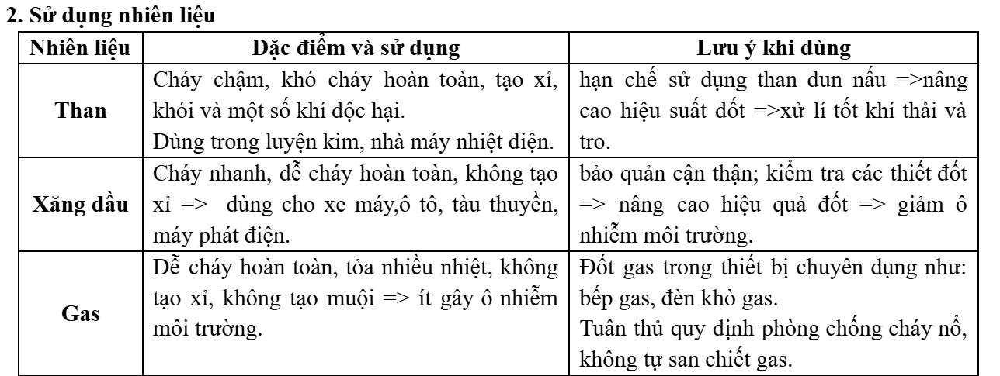 2. Sử dụng nhiên liệu
Nhiên liệu
Đặc điểm và sử dụng
Lưu ý khi dùng
Than
Cháy chậm, khó cháy hoàn toàn, tạo xỉ,
khói và một số khí độc hại.
Dùng trong luyện kim, nhà máy nhiệt điện.
hạn chế sử dụng than đun nấu =>nâng
cao hiệu suất đốt =>xử lí tốt khí thải và
tro.
Xăng dầu
Cháy nhanh, dễ cháy hoàn toàn, không tạo
xỉ => dùng cho xe máy,ô tô, tàu thuyền,
máy phát điện.
bảo quản cận thận; kiểm tra các thiết đốt
=> nâng cao hiệu quả đốt => giảm ô
nhiễm môi trường.
Gas
Dễ cháy hoàn toàn, tỏa nhiều nhiệt, không
tạo xỉ, không tạo muội => ít gây ô nhiễm
môi trường.
Đốt gas trong thiết bị chuyên dụng như:
bếp gas, đèn khò gas.
Tuân thủ quy định phòng chống cháy nổ,
không tự san chiết gas.